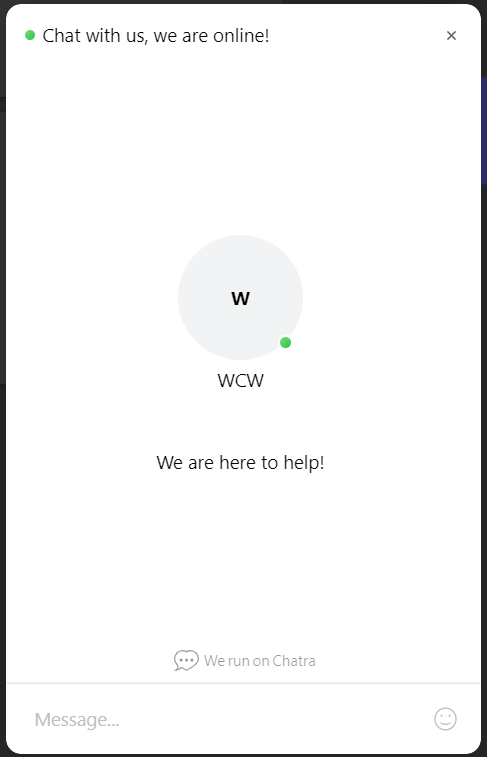 Chat with us, we are online!
W
WCW
We are here to help!
We run on Chatra
Message...